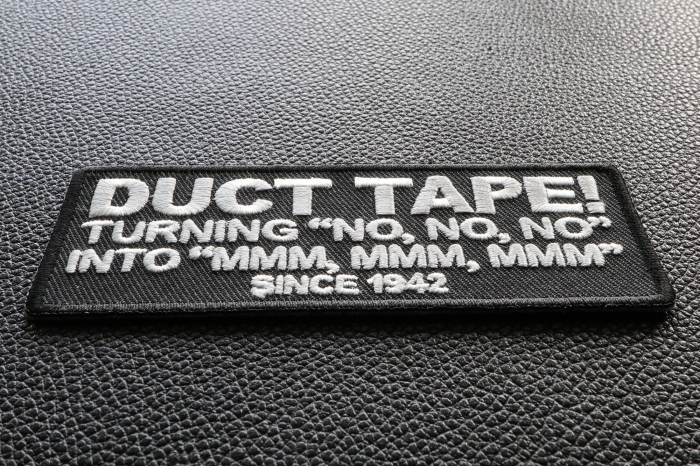 DUCT TAPE!
TURNING “NO, NO, NO”
INTO “MMM, MMM, MMM”
SINCE 1942